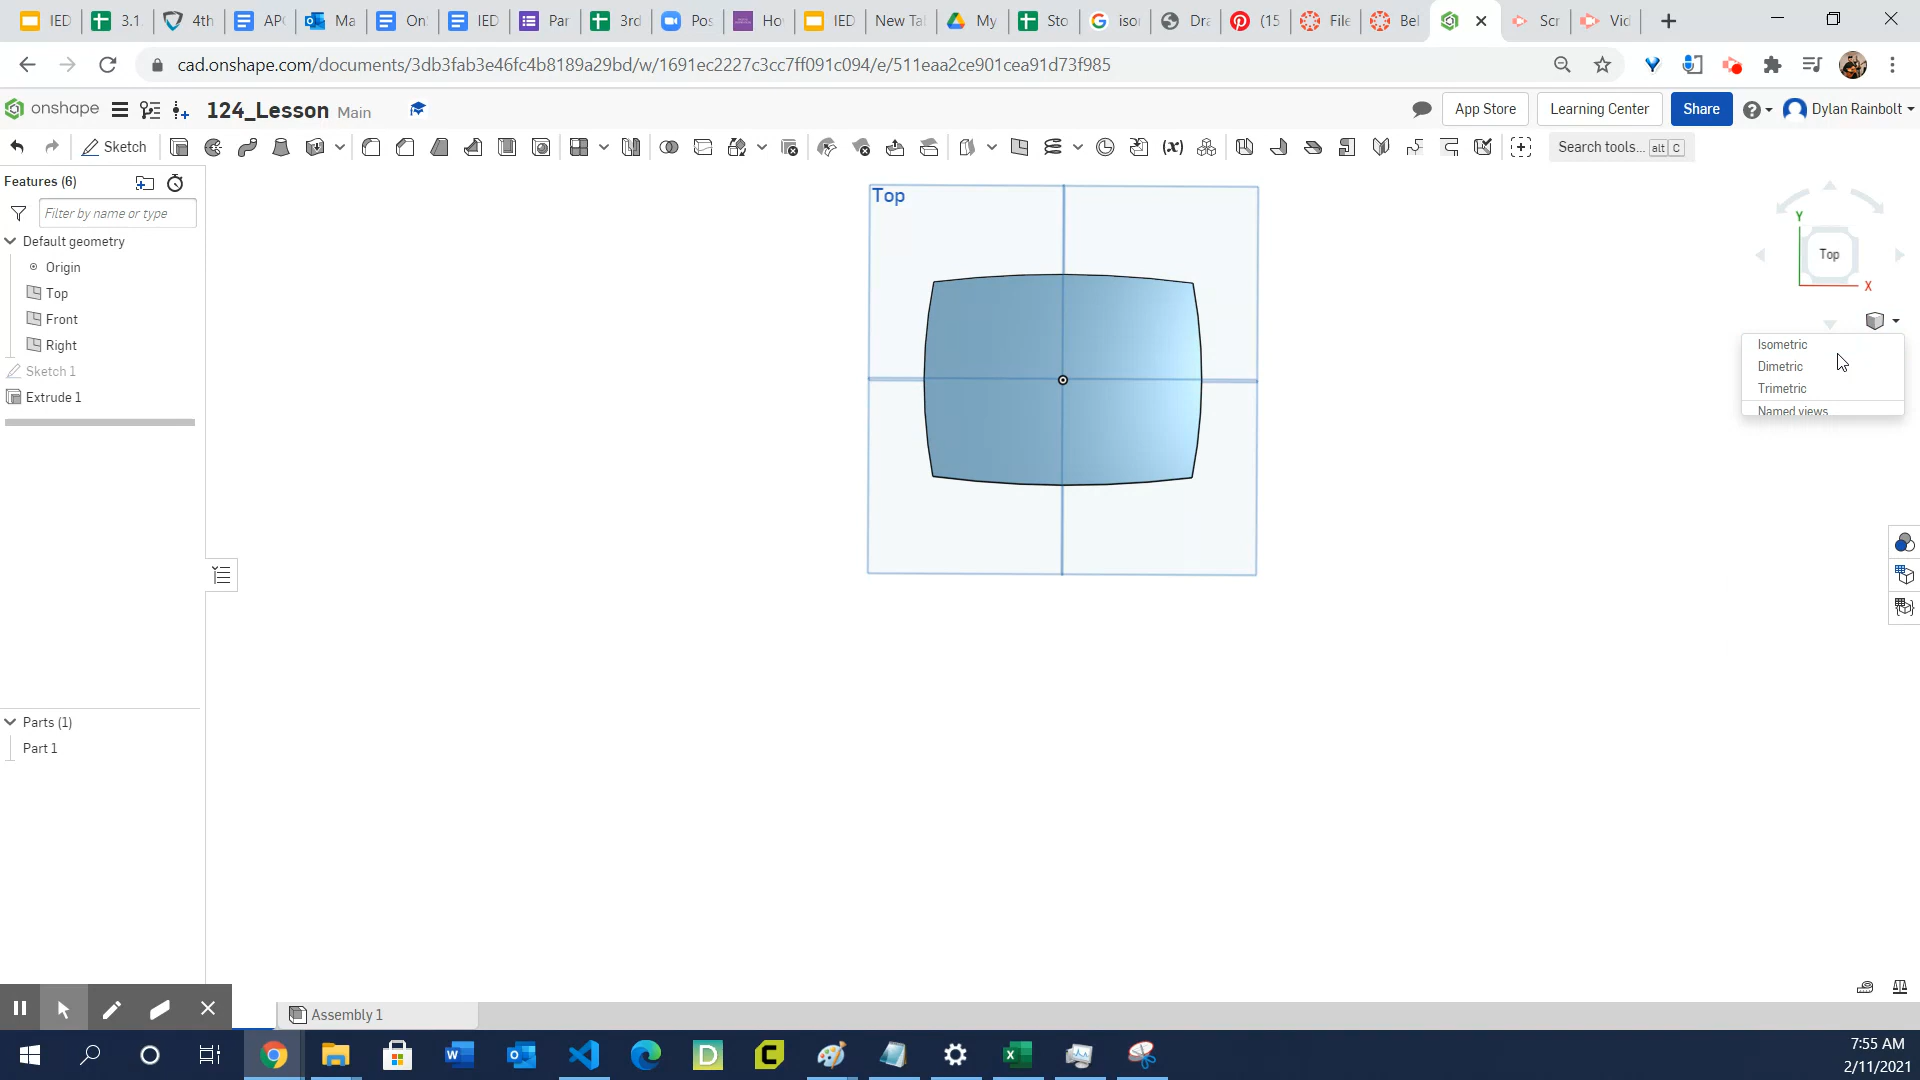 IED
3.1
4th
APC
Ma
On
IED
Par
3rd
Pos
Ho
IED
New Ta
My
Sto
isor
Dra
(15
File
Bel
Scr
Vid
cad.onshape.com/documents/3db3fab3e46fc4b8189a29bd/w/1691ec2227c3cc7ff091c094/e/511eaa2ce901cea91d73f985
onshape
124_Lesson Main
App Store
Learning Center
Share
Dylan Rainbolt
Sketch
Search tools... alt C
Features (6)
Filter by name or type
Default geometry
Origin
Top
Front
Right
Sketch 1
Extrude 1
Top
Y
Top
X
Isometric
Dimetric
Trimetric
Named views
Parts (1)
Part 1
Assembly 1
7:55 AM
2/11/2021